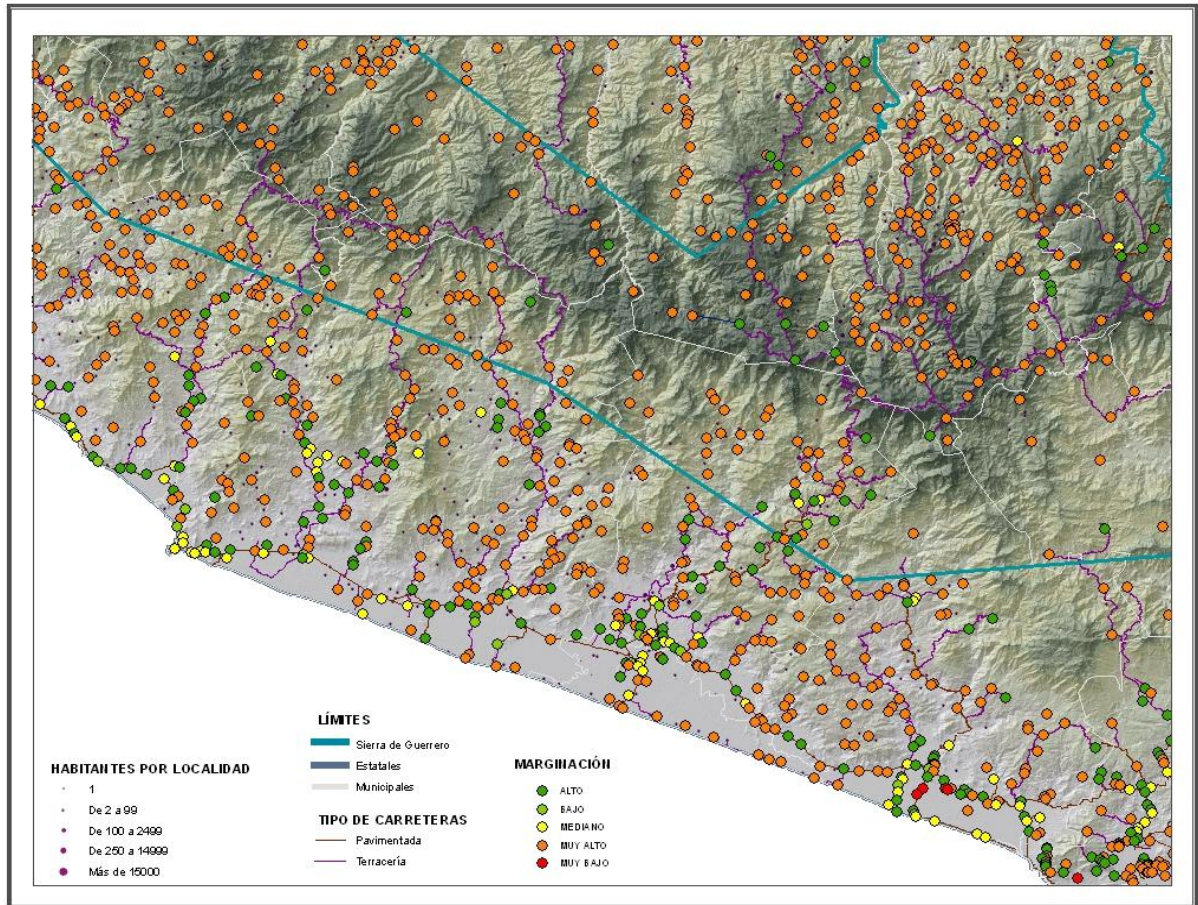 LÍMITES
Sierra de Guerrero
Estatales
Municipales
HABITANTES POR LOCALIDAD
1
De 2 a 99
De 100 a 2499
De 250 a 14999
Más de 15000
TIPO DE CARRETERAS
Pavimentada
Terracería
MARGINACIÓN
ALTO
BAJO
MEDIANO
MUY ALTO
MUY BAJO